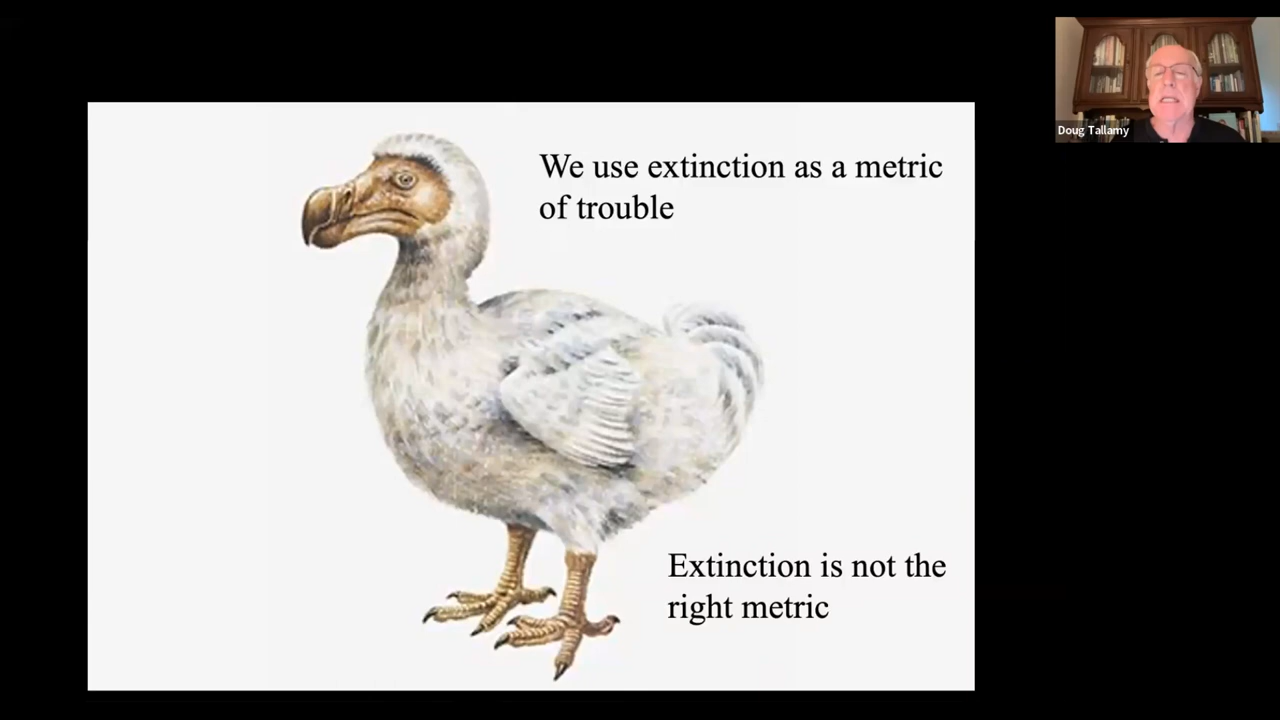 We use extinction as a metric
of trouble
Doug Tallamy
Extinction is not the
right metric